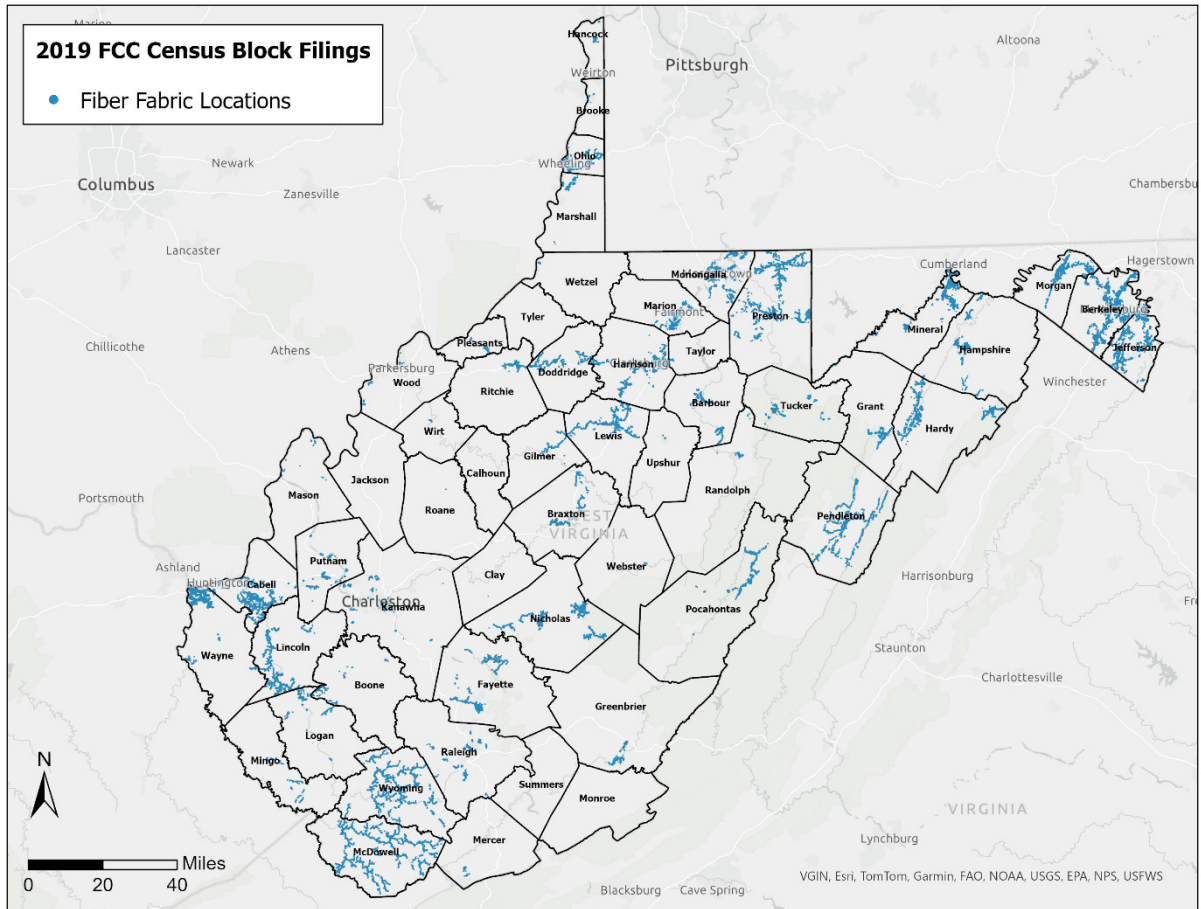 2019 FCC Census Block Filings
Fiber Fabric Locations
Marion
Hancock
Pittsburgh
Altoona
Weirton
Brooke
Newark
Ohio
Wheeling
Columbus
Zanesville
Chambersbu
Marshall
Lancaster
Wetzel
Monongalia
Cumberland
Hagerstown
Morgan
Marion
Fairmont
Berkeley
Tyler
Preston
Mineral
Chillicothe
Athens
Pleasants
Taylor
Hampshire
Jefferson
Parkersburg
Doddridge
Harrison
Clarksburg
Wood
Winchester
Ritchie
Barbour
Tucker
Grant
Wirt
Lewis
Hardy
Gilmer
Calhoun
Upshur
Jackson
Randolph
Portsmouth
Mason
Roane
Braxton
Pendleton
WEST
VIRGINIA
Putnam
Ashland
Webster
Huntington
Cabell
Clay
Harrisonburg
Charleston
Kanawha
Pocahontas
Nicholas
Fre
Lincoln
Staunton
Wayne
Boone
Fayette
Charlottesville
Greenbrier
Logan
Raleigh
N
Mingo
Wyoming
Summers
Monroe
VIRGINIA
Mercer
Lynchburg
McDowell
Miles
0 20 40
VGIN, Esri, TomTom, Garmin, FAO, NOAA, USGS, EPA, NPS, USFWS
Blacksburg
Cave Spring